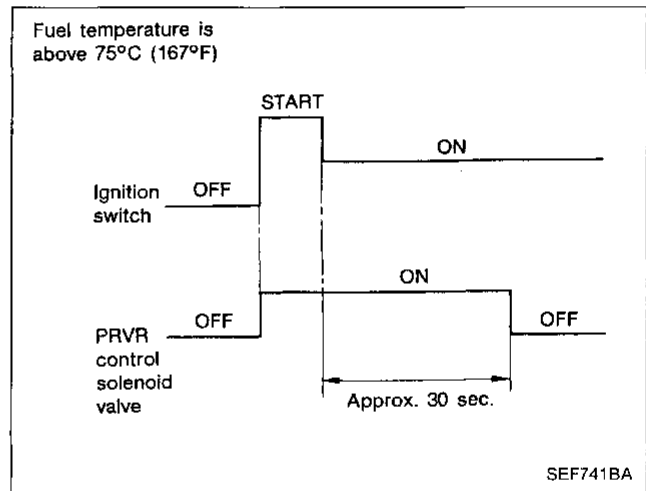 Fuel temperature is
above 75°C (167°F)
START
ON
OFF
Ignition
switch
ON
OFF
OFF
PRVR
control
solenoid
valve
Approx. 30 sec.
SEF741BA